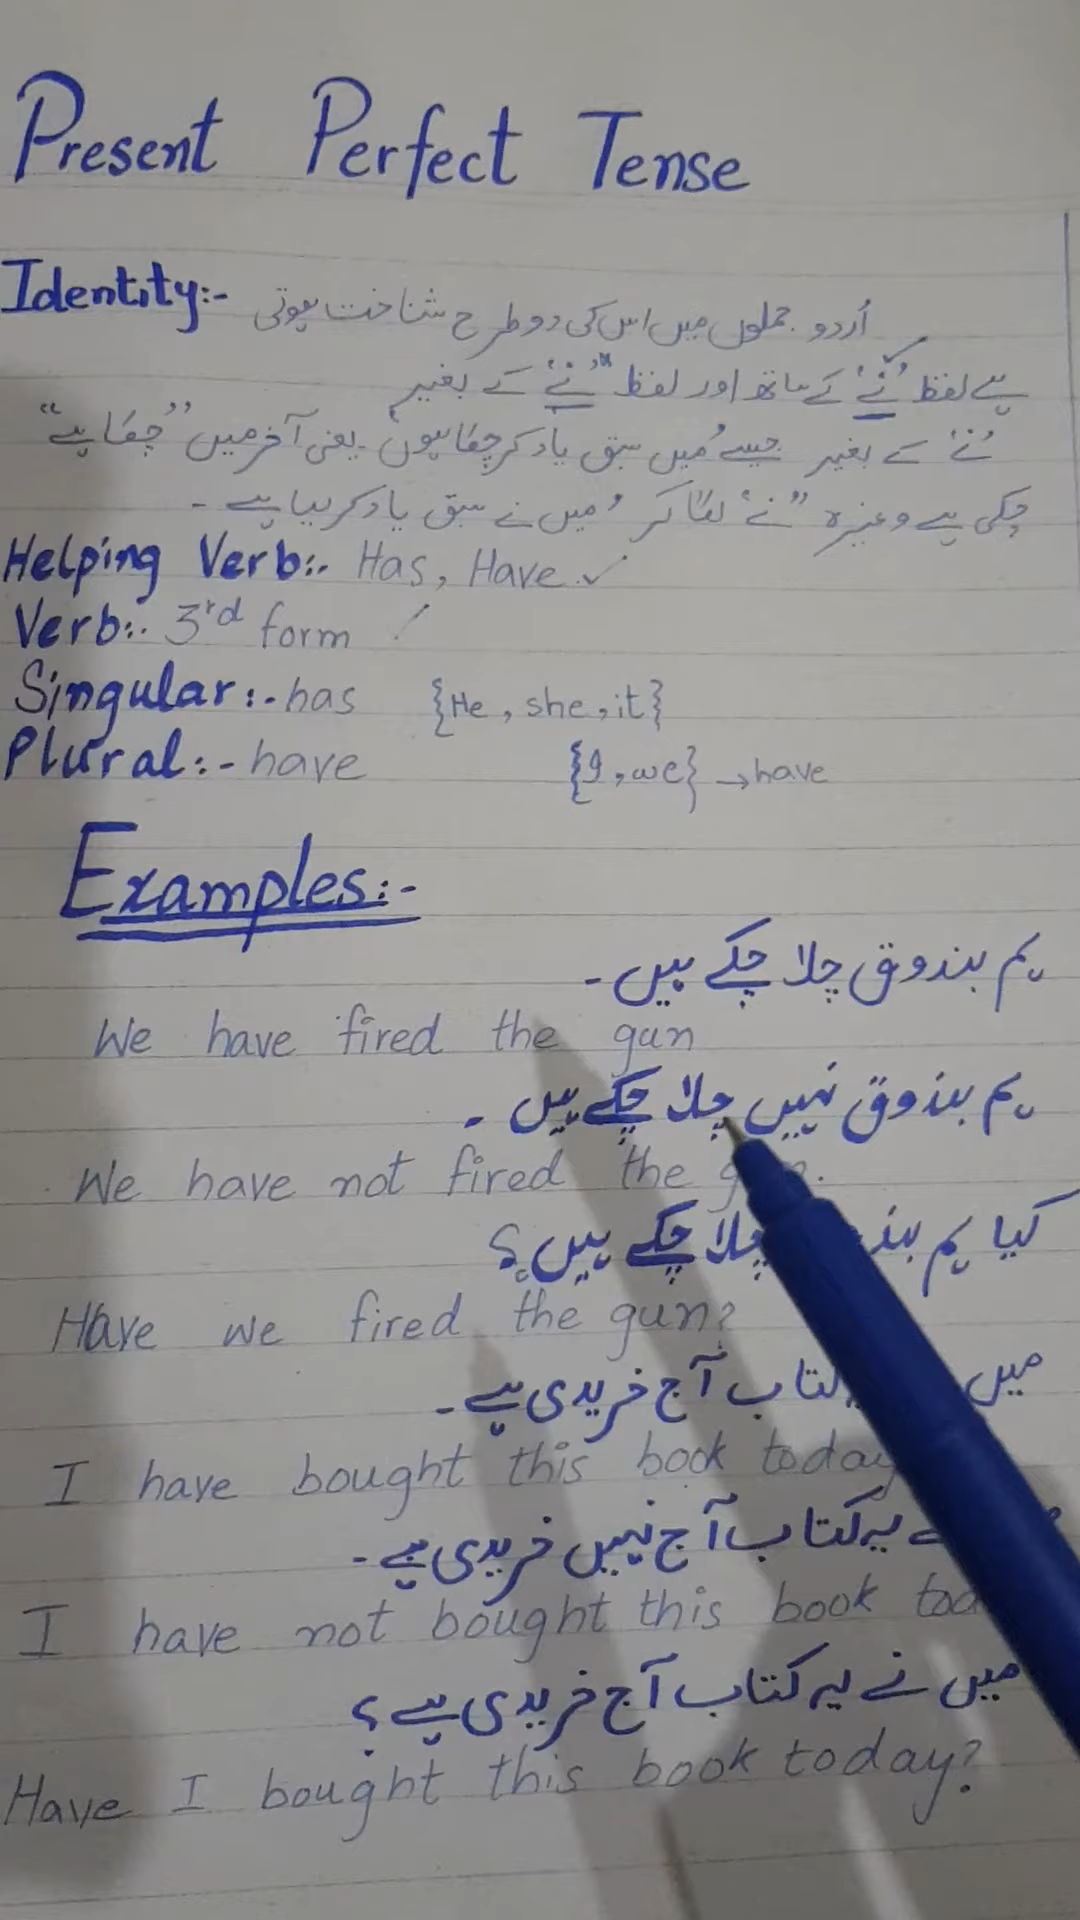 Present Perfect Tense
Identity:- اُردو جملوں میں اس کی دو طرح شناخت ہوتی
ہے لفظ "نے" کے ساتھ اور لفظ "نے" کے بغیر
"نے" کے بغیر جیسے میں سبق یاد کر چکا ہوں یعنی آخر میں "چکا ہے"
چکی ہے وغیرہ "نے" لگا کر "میں نے سبق یاد کر لیا ہے -
Helping Verb:- Has, Have
Verb:- 3rd form
Singular:- has {He, she, it}
Plural:- have {I, we} → have
Examples:-
ہم بندوق چلا چکے ہیں -
We have fired the gun
ہم بندوق نہیں چلا چکے ہیں -
We have not fired the
کیا ہم چلا چکے ہیں؟
Have we fired the gun?
میں کتاب آج خریدی ہے -
I have bought this book today
یہ کتاب آج نہیں خریدی ہے -
I have not bought this book
میں نے یہ کتاب آج خریدی ہے؟
Have I bought this book today?